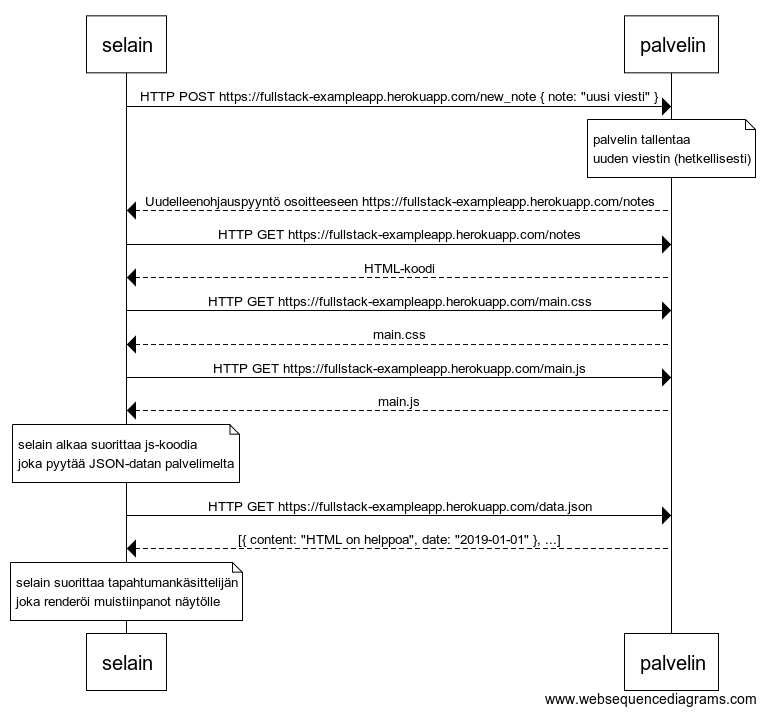 selain
palvelin
HTTP POST https://fullstack-exampleapp.herokuapp.com/new_note { note: "uusi viesti" }
palvelin tallentaa
uuden viestin (hetkellisesti)
Uudelleenohjauspyyntö osoitteeseen https://fullstack-exampleapp.herokuapp.com/notes
HTTP GET https://fullstack-exampleapp.herokuapp.com/notes
HTML-koodi
HTTP GET https://fullstack-exampleapp.herokuapp.com/main.css
main.css
HTTP GET https://fullstack-exampleapp.herokuapp.com/main.js
main.js
selain alkaa suorittaa js-koodia
joka pyytää JSON-datan palvelimelta
HTTP GET https://fullstack-exampleapp.herokuapp.com/data.json
[{ content: "HTML on helppoa", date: "2019-01-01" }, ...]
selain suorittaa tapahtumankäsittelijän
joka renderöi muistiinpanot näytölle
selain
palvelin
www.websequencediagrams.com